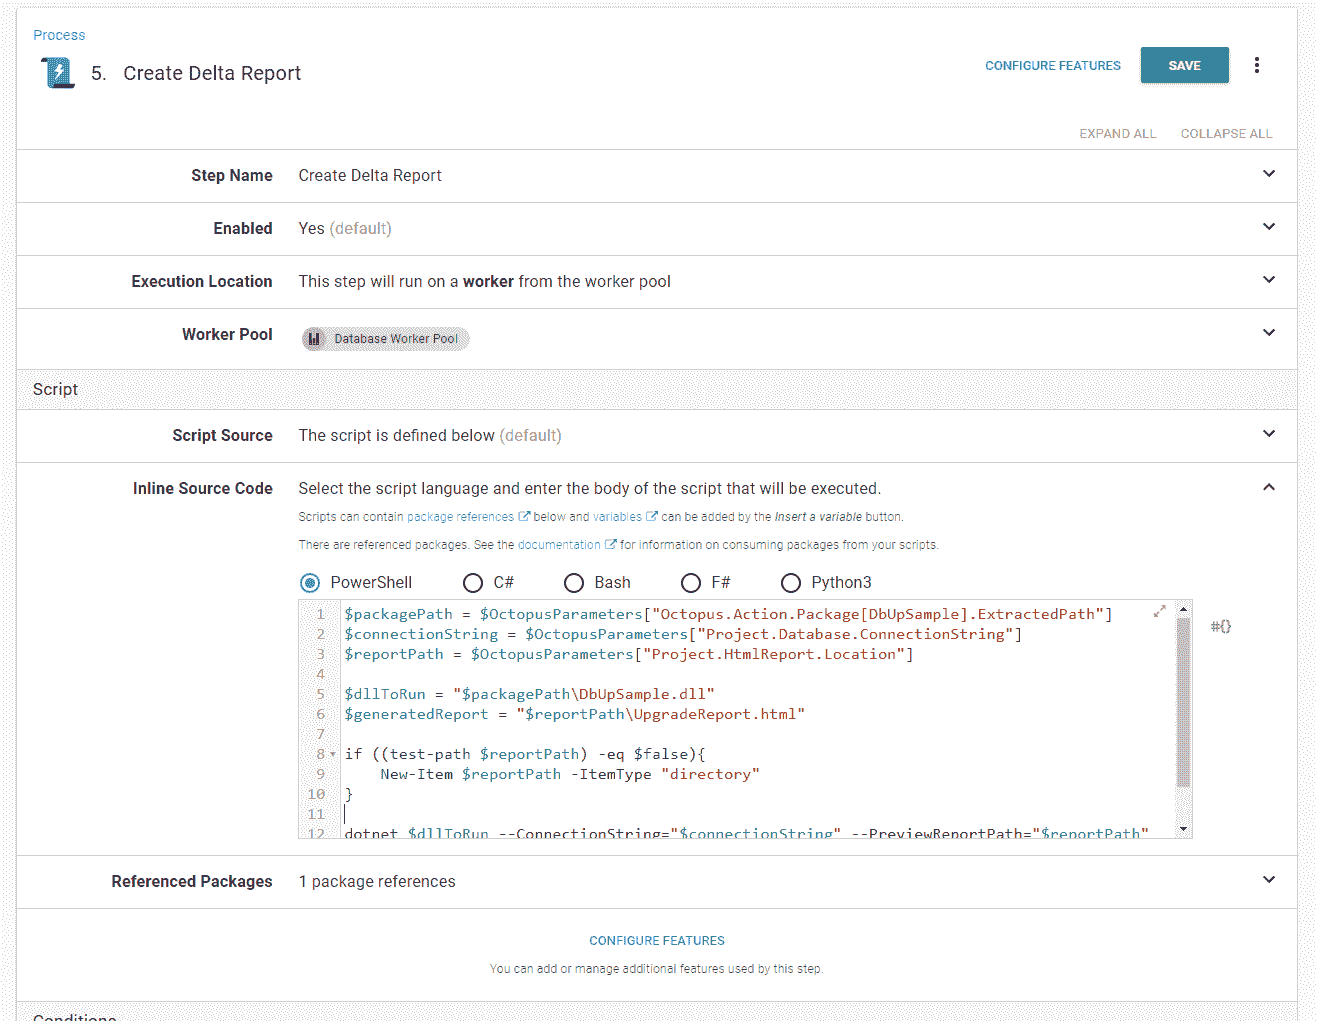 Process
5. Create Delta Report
CONFIGURE FEATURES
SAVE
EXPAND ALL COLLAPSE ALL
Step Name Create Delta Report
Enabled Yes (default)
Execution Location This step will run on a worker from the worker pool
Worker Pool Database Worker Pool
Script
Script Source The script is defined below (default)
Inline Source Code Select the script language and enter the body of the script that will be executed.
Scripts can contain package references below and variables can be added by the Insert a variable button.
There are referenced packages. See the documentation for information on consuming packages from your scripts.
PowerShell C# Bash F# Python3
1 $packagePath = $OctopusParameters["Octopus.Action.Package[DbUpSample].ExtractedPath"]
2 $connectionString = $OctopusParameters["Project.Database.ConnectionString"]
3 $reportPath = $OctopusParameters["Project.HtmlReport.Location"]
4
5 $dllToRun = "$packagePath\DbUpSample.dll"
6 $generatedReport = "$reportPath\UpgradeReport.html"
7
8 if ((test-path $reportPath) -eq $false){
9 New-Item $reportPath -ItemType "directory"
10 }
11
12 dotnet $dllToRun --ConnectionString="$connectionString" --PreviewReportPath="$reportPath"
#{}
Referenced Packages 1 package references
CONFIGURE FEATURES
You can add or manage additional features used by this step.
Conditions